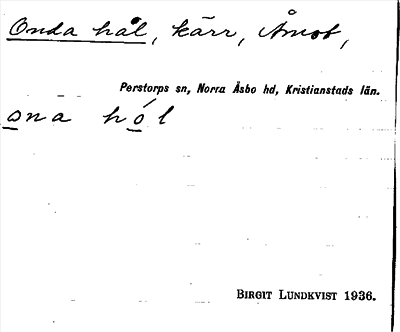 Onda hål, kärr, Åmot,
Perstorps sn, Norra Åsbo hd, Kristianstads län.
ona hól
BIRGIT LUNDKVIST 1936.